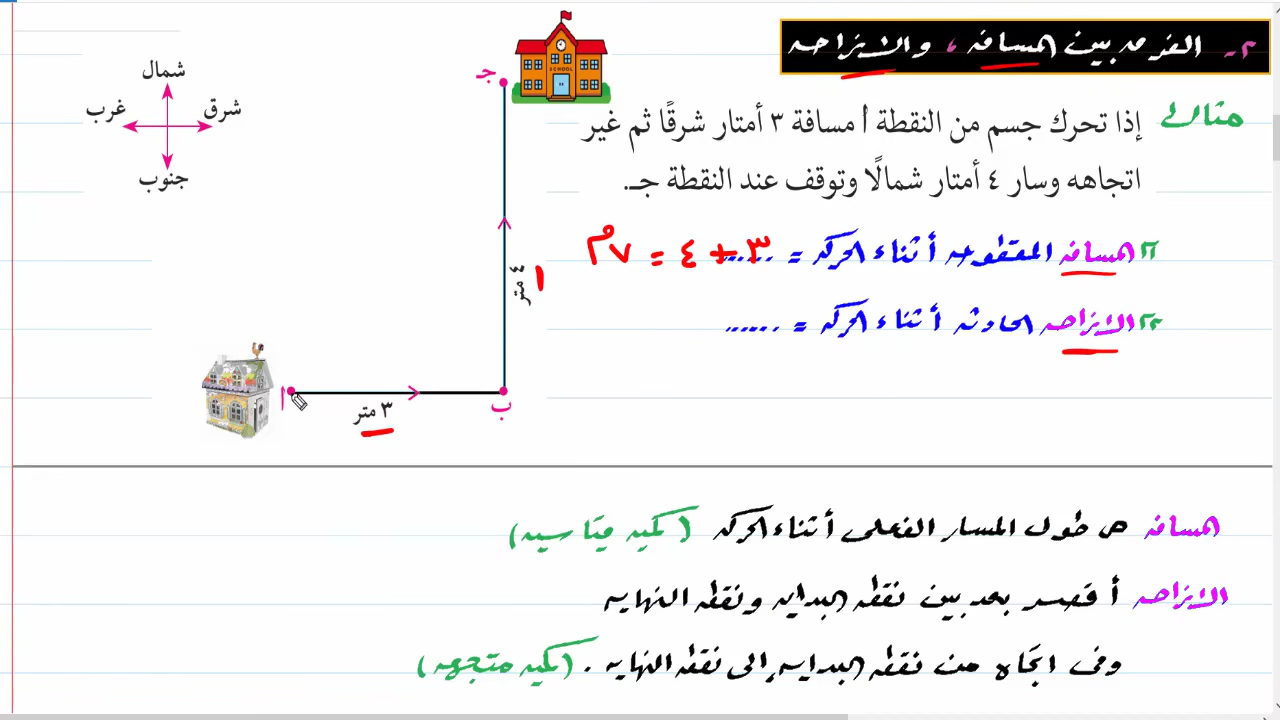 ٢- الفرق بين المسافة ، والإزاحة
مثال
إذا تحرك جسم من النقطة أ مسافة ٣ أمتار شرقًا ثم غير
اتجاهه وسار ٤ أمتار شمالًا وتوقف عند النقطة جـ.
١ المسافة المقطوعة أثناء الحركة = ...... ٣ + ٤ = ٧م
٢ الإزاحة الحادثة أثناء الحركة = ......
شمال
غرب
شرق
جنوب
SCHOOL
جـ
٤ متر
أ
٣ متر
ب
المسافة هى طول المسار الفعلى أثناء الحركة (كمية قياسية)
الإزاحة أقصر بعد بين نقطة البداية ونقطة النهاية
وفى اتجاه من نقطة البداية إلى نقطة النهاية . (كمية متجهة)